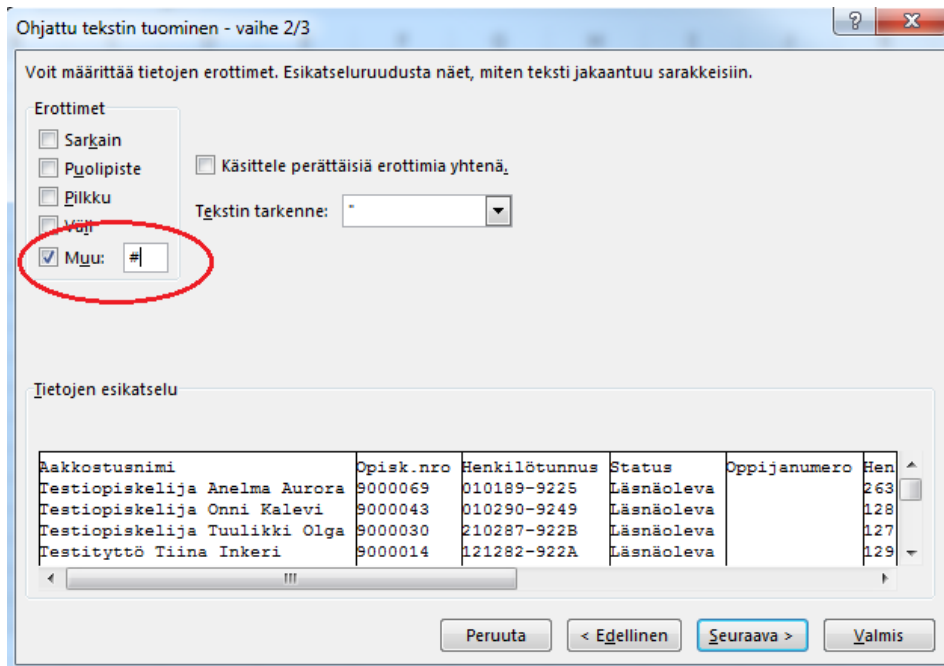 Ohjattu tekstin tuominen - vaihe 2/3
Voit määrittää tietojen erottimet. Esikatseluruudusta näet, miten teksti jakaantuu sarakkeisiin.
Erottimet
Sarkain
Puolipiste
Pilkku
Väli
Muu: #
Käsittele perättäisiä erottimia yhtenä.
Tekstin tarkenne: "
Tietojen esikatselu
Aakkostusnimi Opisk.nro Henkilötunnus Status Oppijanumero Hen
Testiopiskelija Anelma Aurora 9000069 010189-9225 Läsnäoleva 263
Testiopiskelija Onni Kalevi 9000043 010290-9249 Läsnäoleva 128
Testiopiskelija Tuulikki Olga 9000030 210287-922B Läsnäoleva 127
Testityttö Tiina Inkeri 9000014 121282-922A Läsnäoleva 129
Peruuta < Edellinen Seuraava > Valmis